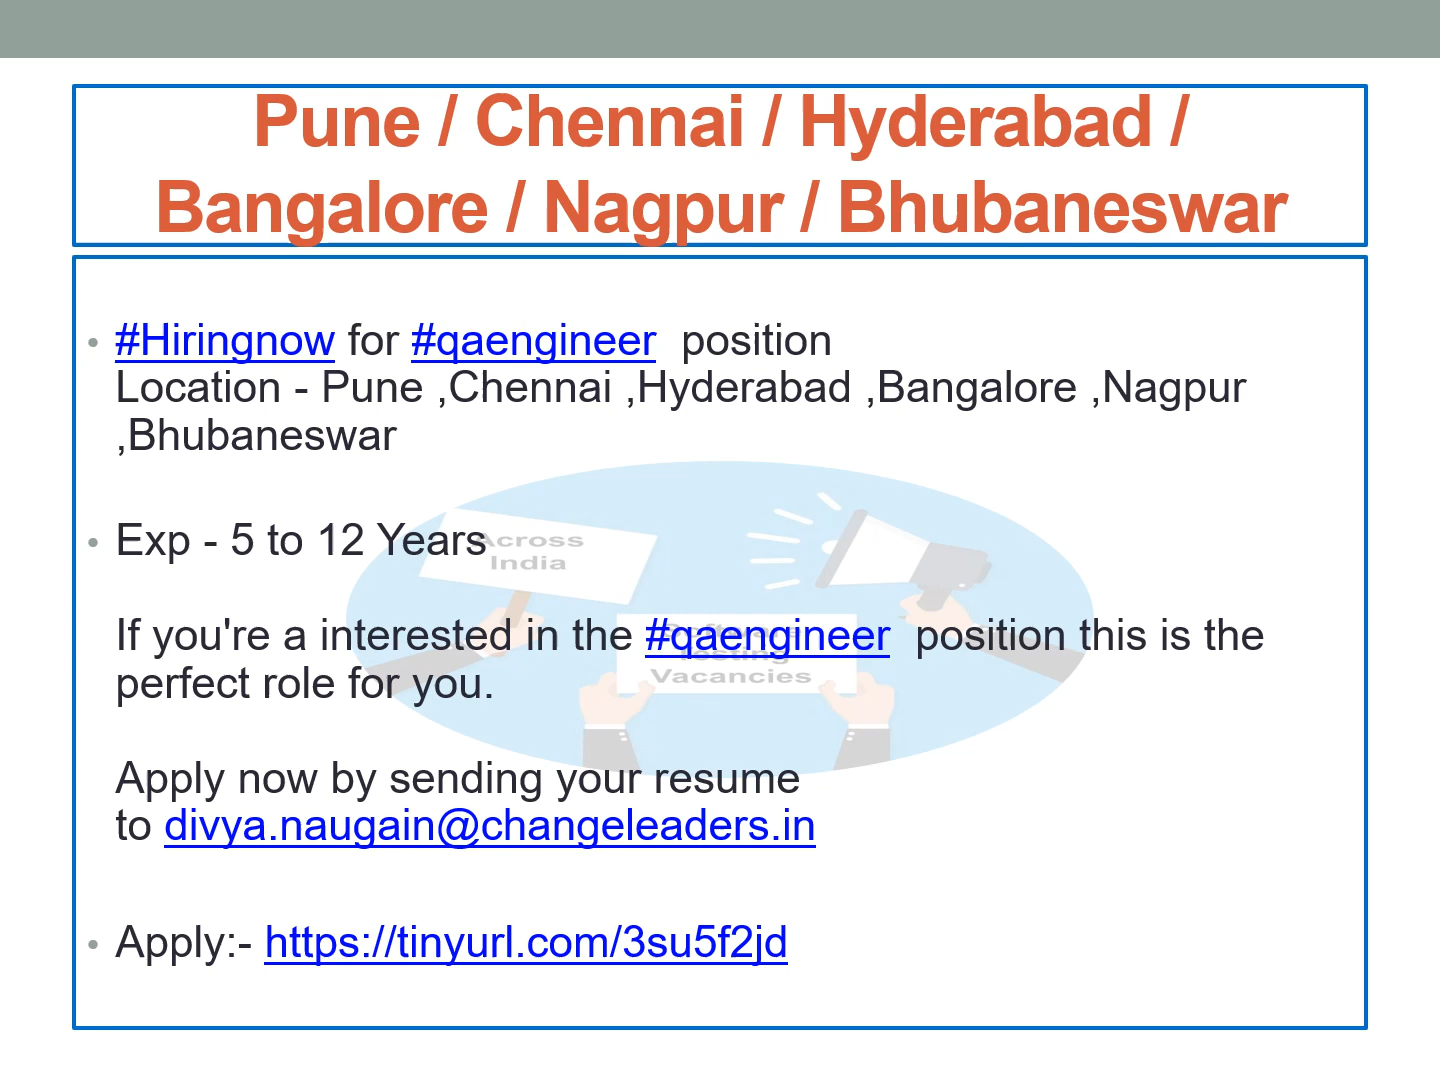 Pune / Chennai / Hyderabad /
Bangalore / Nagpur / Bhubaneswar
• #Hiringnow for #qaengineer  position
Location - Pune ,Chennai ,Hyderabad ,Bangalore ,Nagpur
,Bhubaneswar
• Exp - 5 to 12 Years
Across
India
If you're a interested in the #qaengineer  position this is the
perfect role for you.
Software
Testing
Vacancies
Apply now by sending your resume
to divya.naugain@changeleaders.in
• Apply:- https://tinyurl.com/3su5f2jd